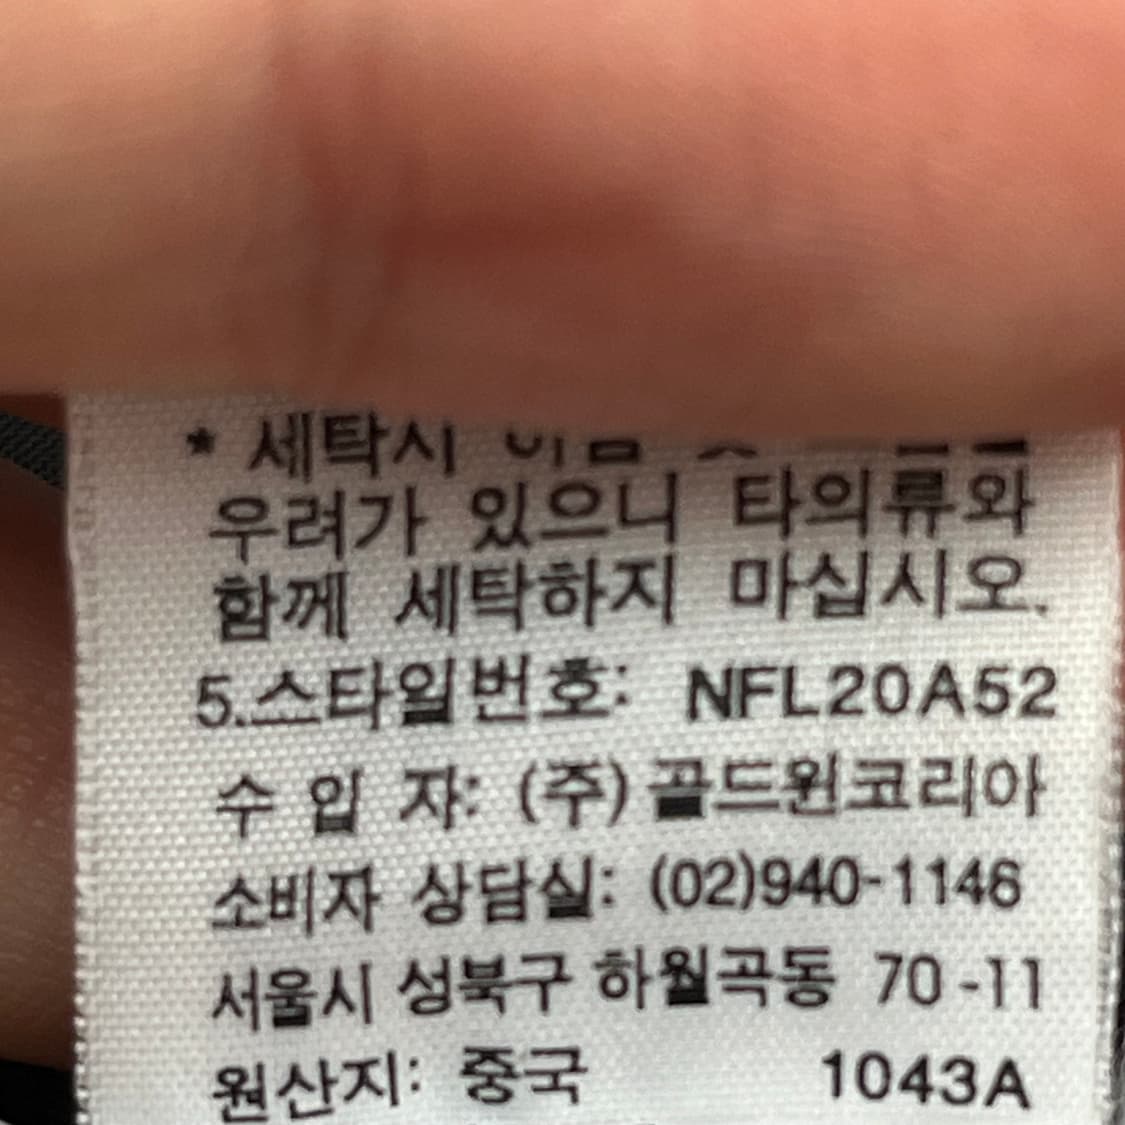 * 세탁시
우려가 있으니 타의류와
함께 세탁하지 마십시오.
5.스타일번호: NFL20A52
수 입 자: (주)골드윈코리아
소비자 상담실: (02)940-1146
서울시 성북구 하월곡동 70-11
원산지: 중국 1043A